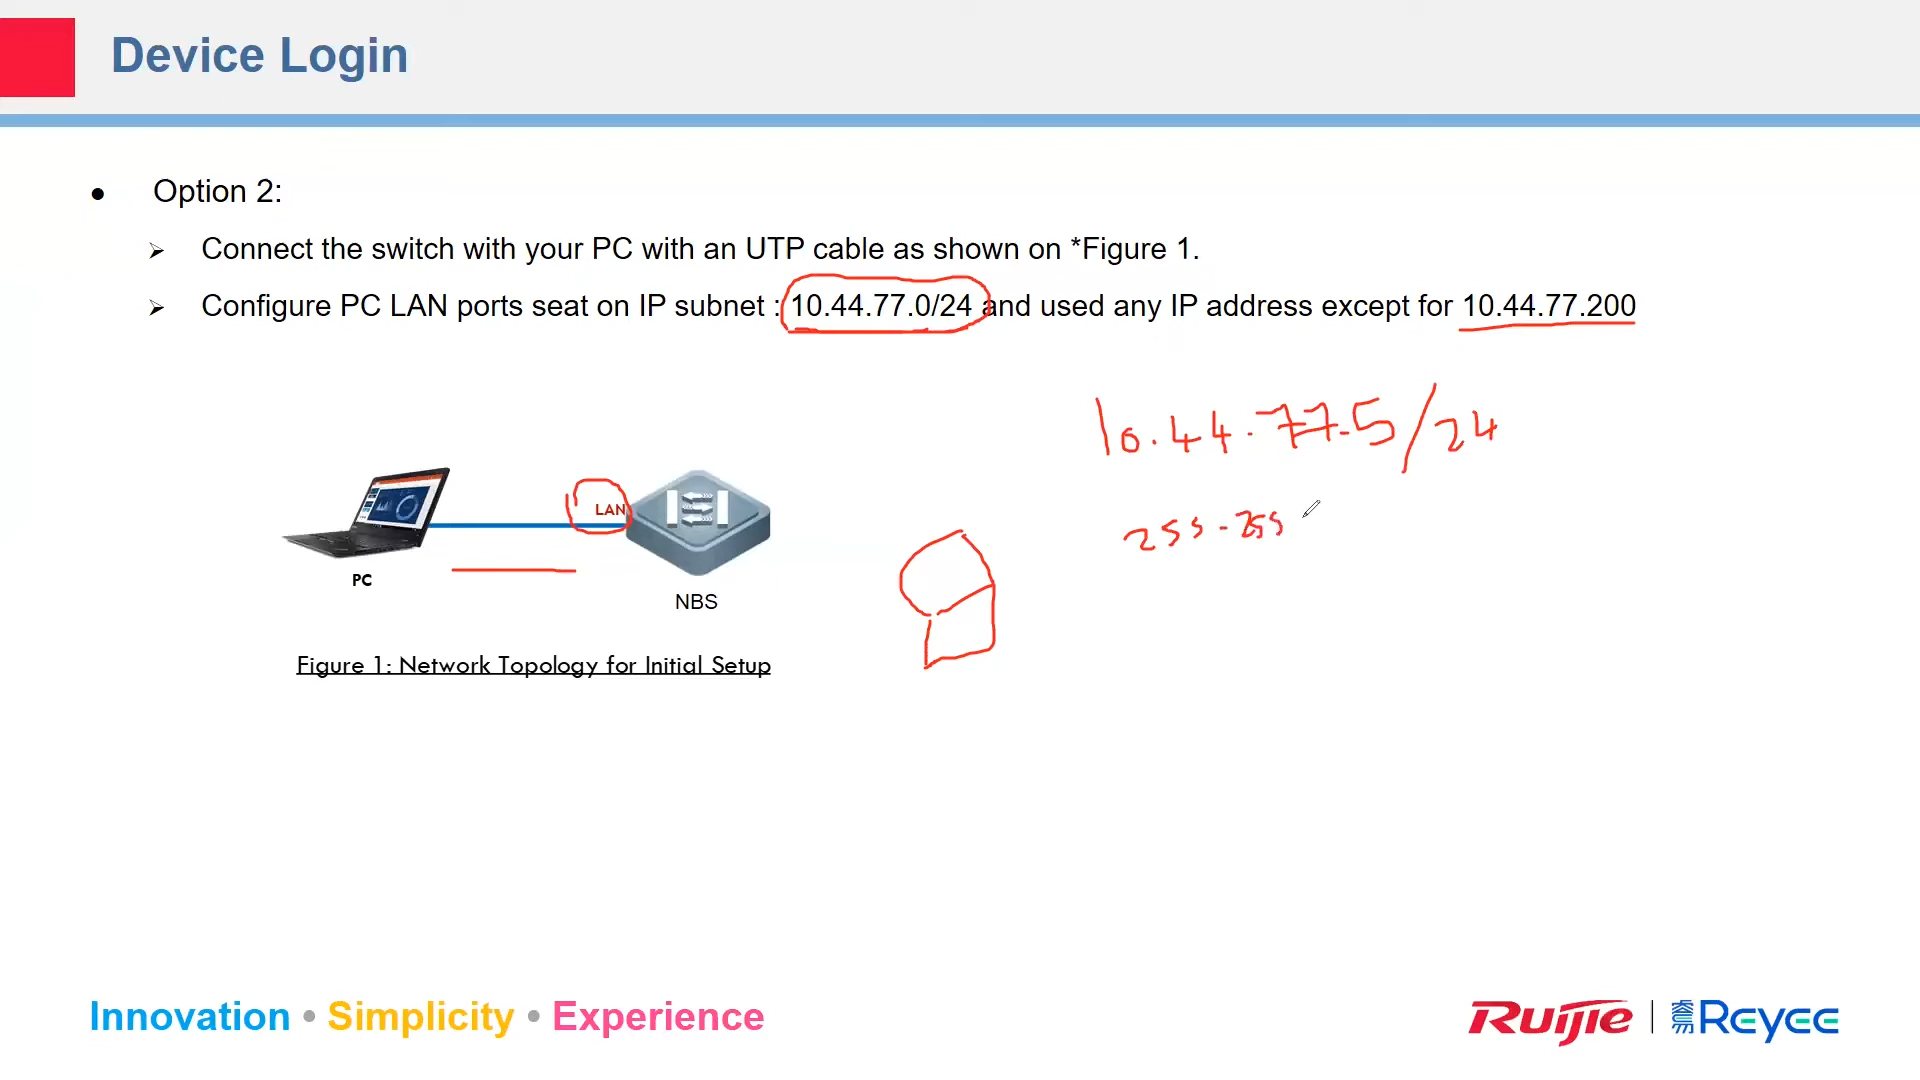 Device Login
● Option 2:
➢ Connect the switch with your PC with an UTP cable as shown on *Figure 1.
➢ Configure PC LAN ports seat on IP subnet : 10.44.77.0/24 and used any IP address except for 10.44.77.200
10.44.77.5/24
LAN
255.255
PC
NBS
Figure 1: Network Topology for Initial Setup
Innovation • Simplicity • Experience
Ruijie | 睿易 Reyee